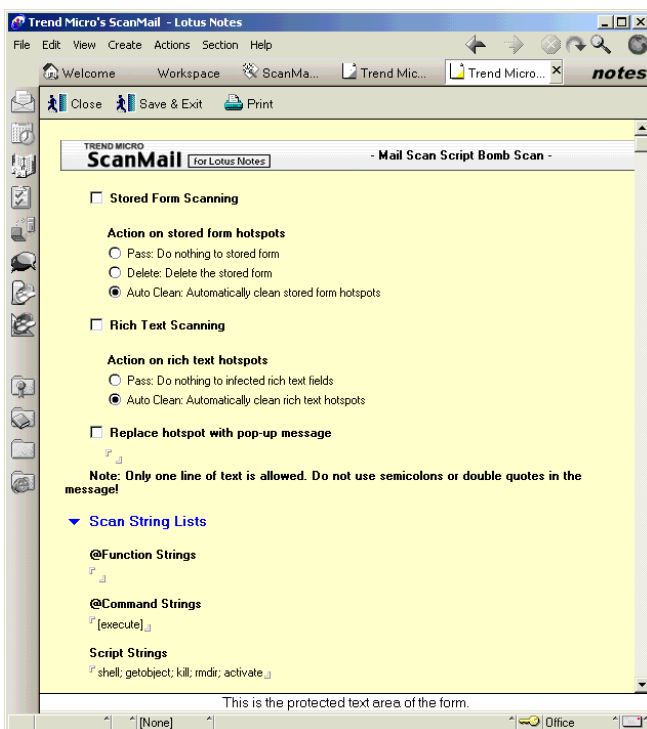 Trend Micro's ScanMail - Lotus Notes
File Edit View Create Actions Section Help
Welcome Workspace ScanMa... Trend Mic... Trend Micro... notes
Close Save & Exit Print
TREND MICRO
ScanMail for Lotus Notes - Mail Scan Script Bomb Scan -
Stored Form Scanning
Action on stored form hotspots
Pass: Do nothing to stored form
Delete: Delete the stored form
Auto Clean: Automatically clean stored form hotspots
Rich Text Scanning
Action on rich text hotspots
Pass: Do nothing to infected rich text fields
Auto Clean: Automatically clean rich text hotspots
Replace hotspot with pop-up message
Note: Only one line of text is allowed. Do not use semicolons or double quotes in the
message!
Scan String Lists
@Function Strings
@Command Strings
[execute]
Script Strings
shell; getobject; kill; rmdir; activate
This is the protected text area of the form.
[None] Office